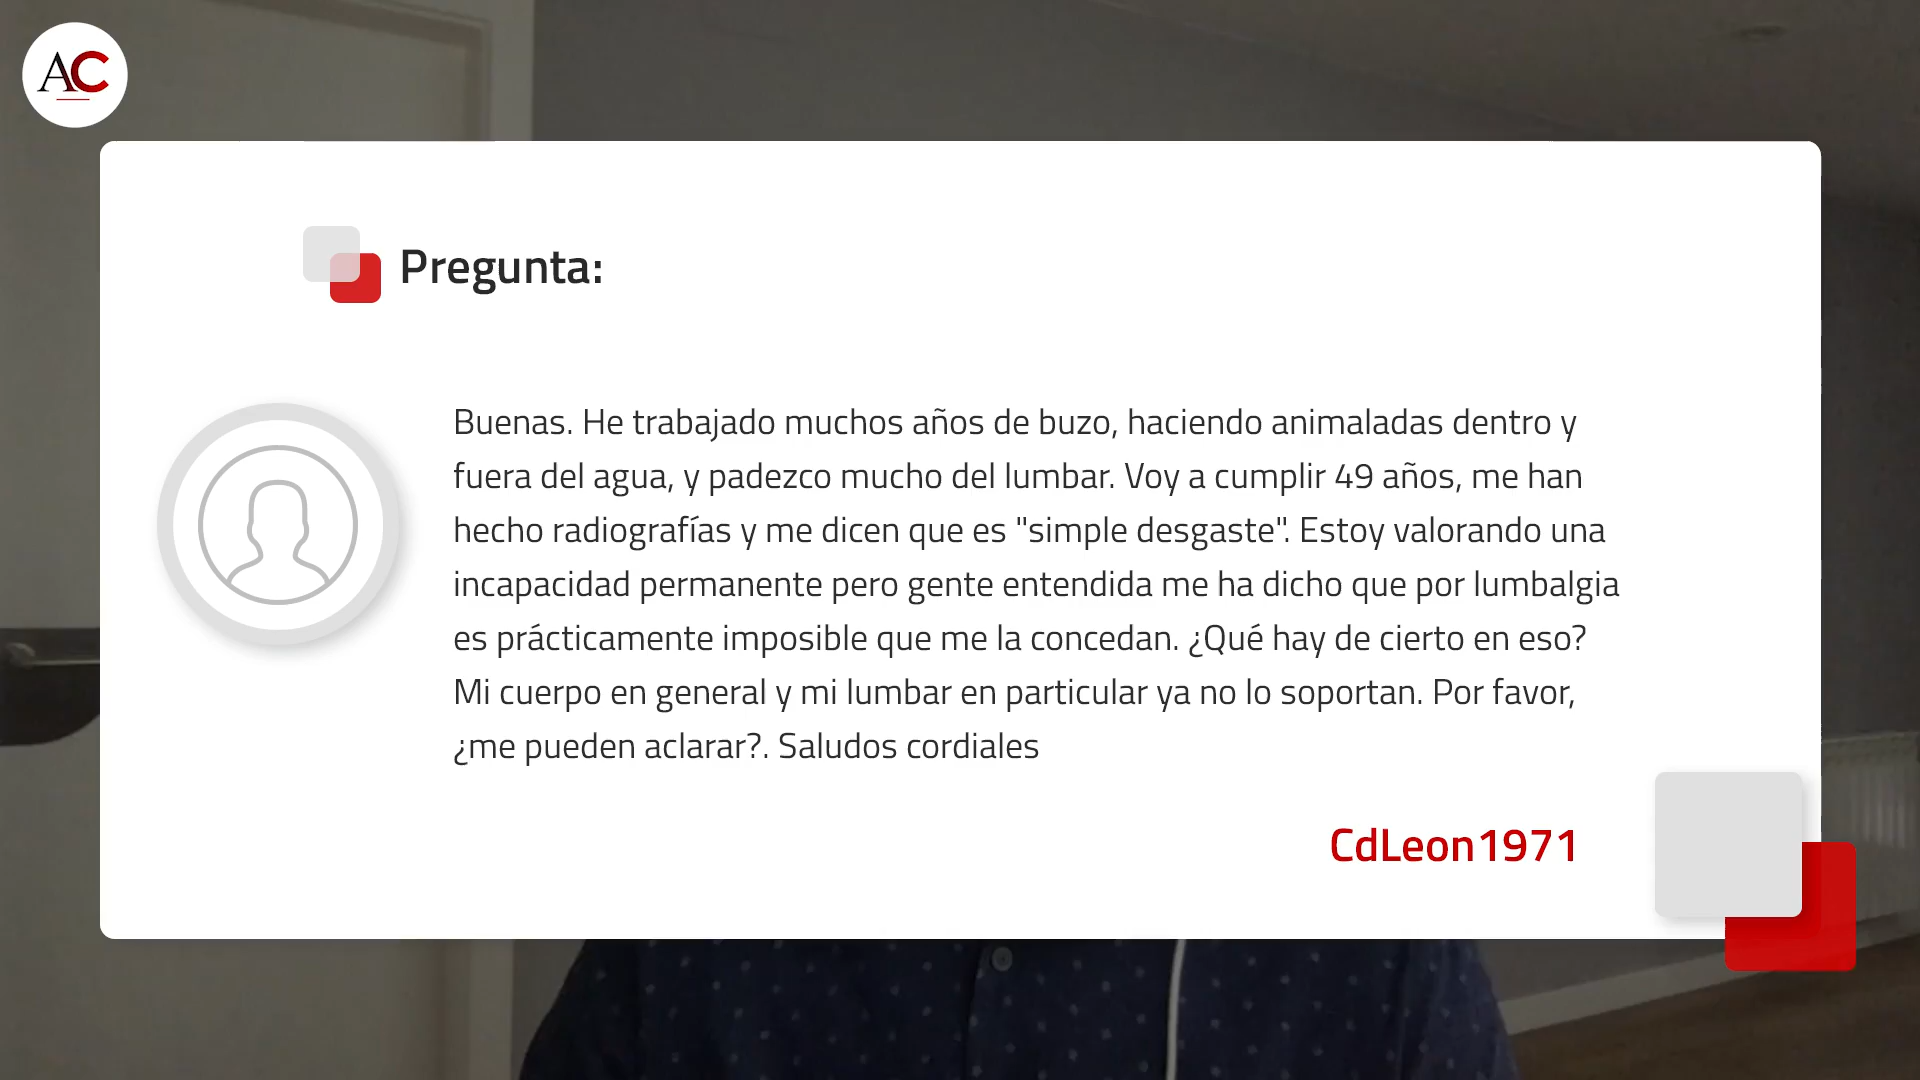 AC
Pregunta:
Buenas. He trabajado muchos años de buzo, haciendo animaladas dentro y
fuera del agua, y padezco mucho del lumbar. Voy a cumplir 49 años, me han
hecho radiografías y me dicen que es "simple desgaste". Estoy valorando una
incapacidad permanente pero gente entendida me ha dicho que por lumbalgia
es prácticamente imposible que me la concedan. ¿Qué hay de cierto en eso?
Mi cuerpo en general y mi lumbar en particular ya no lo soportan. Por favor,
¿me pueden aclarar?. Saludos cordiales
CdLeon1971